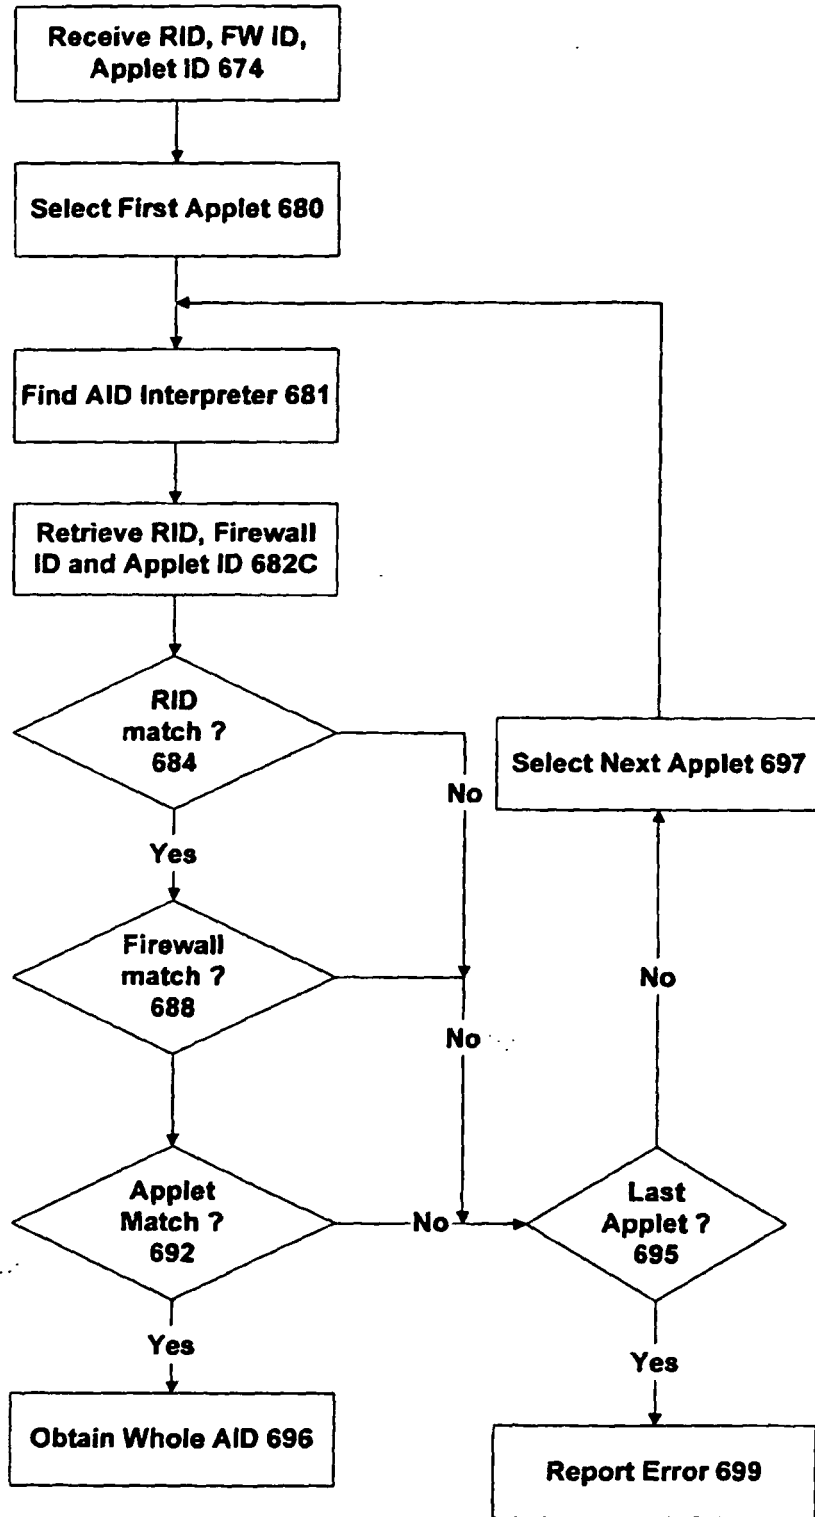 Receive RID, FW ID,
Applet ID 674
Select First Applet 680
Find AID Interpreter 681
Retrieve RID, Firewall
ID and Applet ID 682C
RID
match ?
684
No
Select Next Applet 697
Yes
Firewall
match ?
688
No
No
Applet
Match ?
692
No
Last
Applet ?
695
Yes
Yes
Obtain Whole AID 696
Report Error 699